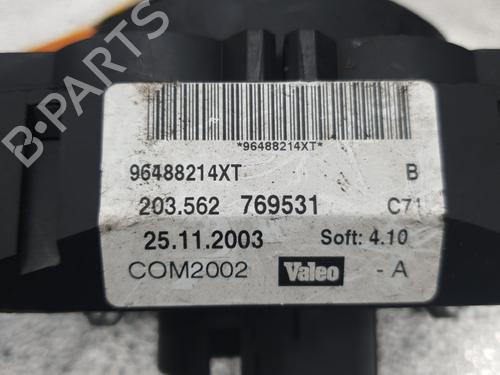 *96488214XT*
96488214XT B
203.562 769531 C71
25.11.2003 Soft: 4.10
COM2002 Valeo - A
B-PARTS